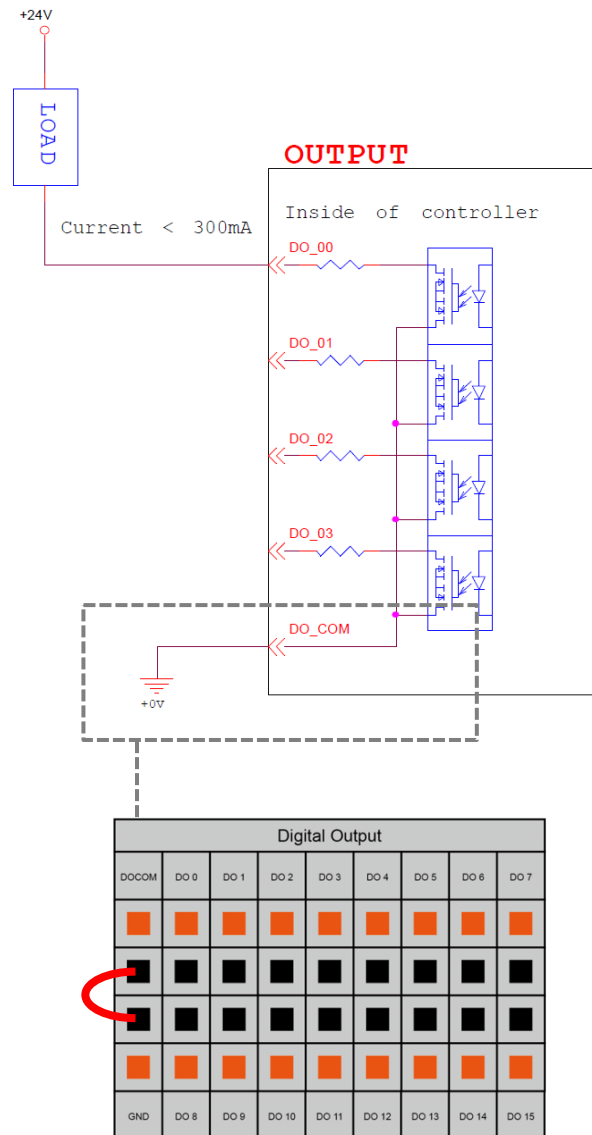 +24V
LOAD
OUTPUT
Current < 300mA
Inside of controller
DO_00
DO_01
DO_02
DO_03
DO_COM
+0V
Digital Output
DOCOM DO 0 DO 1 DO 2 DO 3 DO 4 DO 5 DO 6 DO 7
GND DO 8 DO 9 DO 10 DO 11 DO 12 DO 13 DO 14 DO 15